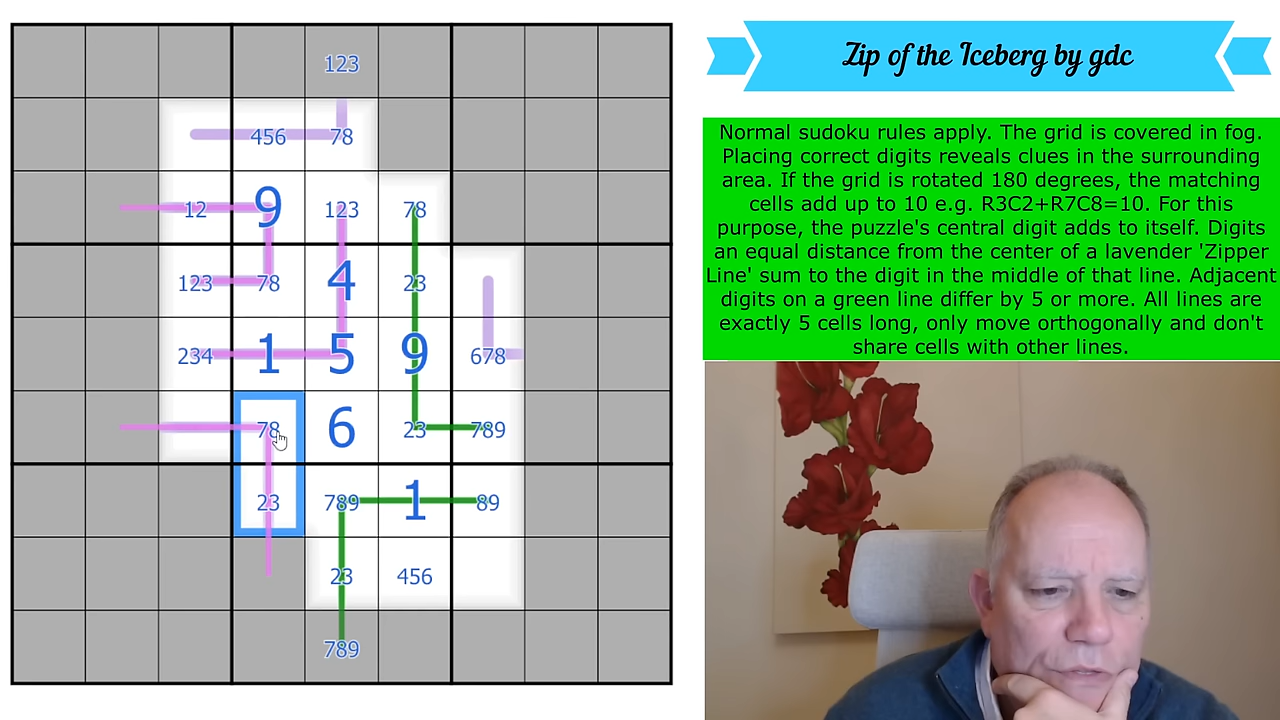 Zip of the Iceberg by gdc
Normal sudoku rules apply. The grid is covered in fog.
Placing correct digits reveals clues in the surrounding
area. If the grid is rotated 180 degrees, the matching
cells add up to 10 e.g. R3C2+R7C8=10. For this
purpose, the puzzle's central digit adds to itself. Digits
an equal distance from the center of a lavender 'Zipper
Line' sum to the digit in the middle of that line. Adjacent
digits on a green line differ by 5 or more. All lines are
exactly 5 cells long, only move orthogonally and don't
share cells with other lines.
123
456 78
12 9 123 78
123 78 4 23
234 1 5 9 678
78 6 23 789
23 789 1 89
23 456
789